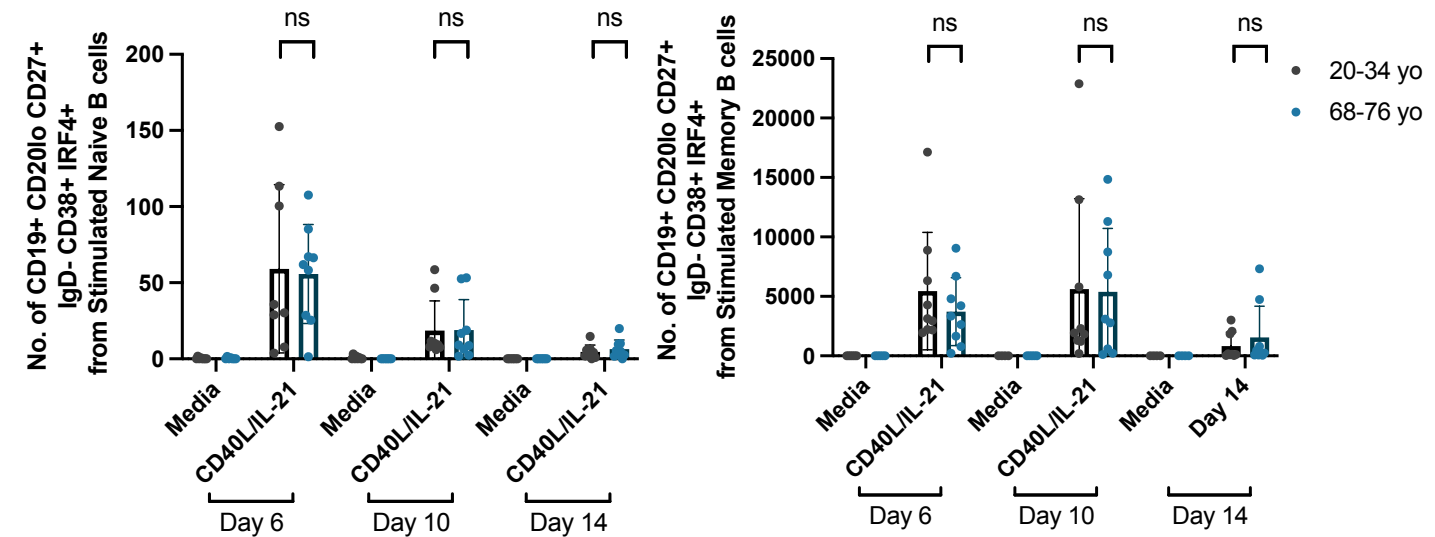 No. of CD19+ CD20lo CD27+
IgD- CD38+ IRF4+
from Stimulated Naive B cells
200
150
100
50
0
ns
ns
ns
Media
CD40L/IL-21
Media
CD40L/IL-21
Media
CD40L/IL-21
Day 6
Day 10
Day 14
No. of CD19+ CD20lo CD27+
IgD- CD38+ IRF4+
from Stimulated Memory B cells
25000
20000
15000
10000
5000
0
ns
ns
ns
Media
CD40L/IL-21
Media
CD40L/IL-21
Media
Day 14
Day 6
Day 10
Day 14
20-34 yo
68-76 yo